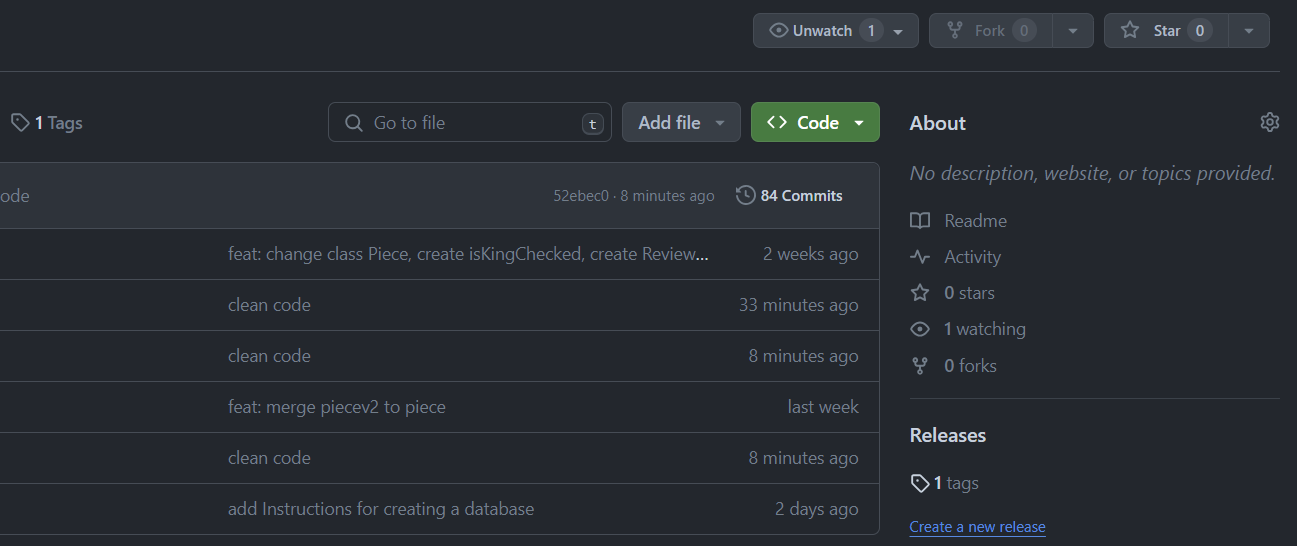 Unwatch 1
Fork 0
Star 0
1 Tags
Go to file
t
Add file
Code
About
No description, website, or topics provided.
ode
52ebec0 · 8 minutes ago
84 Commits
feat: change class Piece, create isKingChecked, create Review...
2 weeks ago
clean code
33 minutes ago
clean code
8 minutes ago
feat: merge piecev2 to piece
last week
clean code
8 minutes ago
add Instructions for creating a database
2 days ago
Readme
Activity
0 stars
1 watching
0 forks
Releases
1 tags
Create a new release